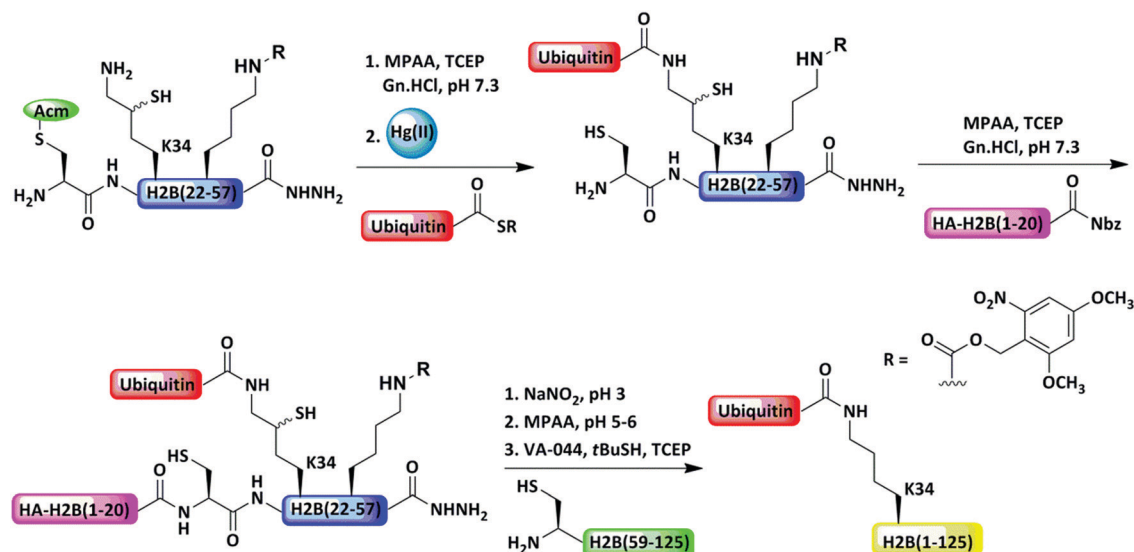 Acm
S
NH₂
SH
HN
R
K34
H₂N
O
H
N
H2B(22-57)
O
NHNH₂
1. MPAA, TCEP
Gn.HCl, pH 7.3
2. Hg(II)
Ubiquitin
O
SR
Ubiquitin
O
NH
SH
HN
R
HS
K34
H₂N
O
H
N
H2B(22-57)
O
NHNH₂
MPAA, TCEP
Gn.HCl, pH 7.3
HA-H2B(1-20)
O
Nbz
R =
O
O
O₂N
OCH₃
OCH₃
Ubiquitin
O
NH
SH
HN
R
HS
K34
HA-H2B(1-20)
O
N
H
O
H
N
H2B(22-57)
O
NHNH₂
1. NaNO₂, pH 3
2. MPAA, pH 5-6
3. VA-044, tBuSH, TCEP
HS
H₂N
H2B(59-125)
Ubiquitin
O
NH
K34
H2B(1-125)